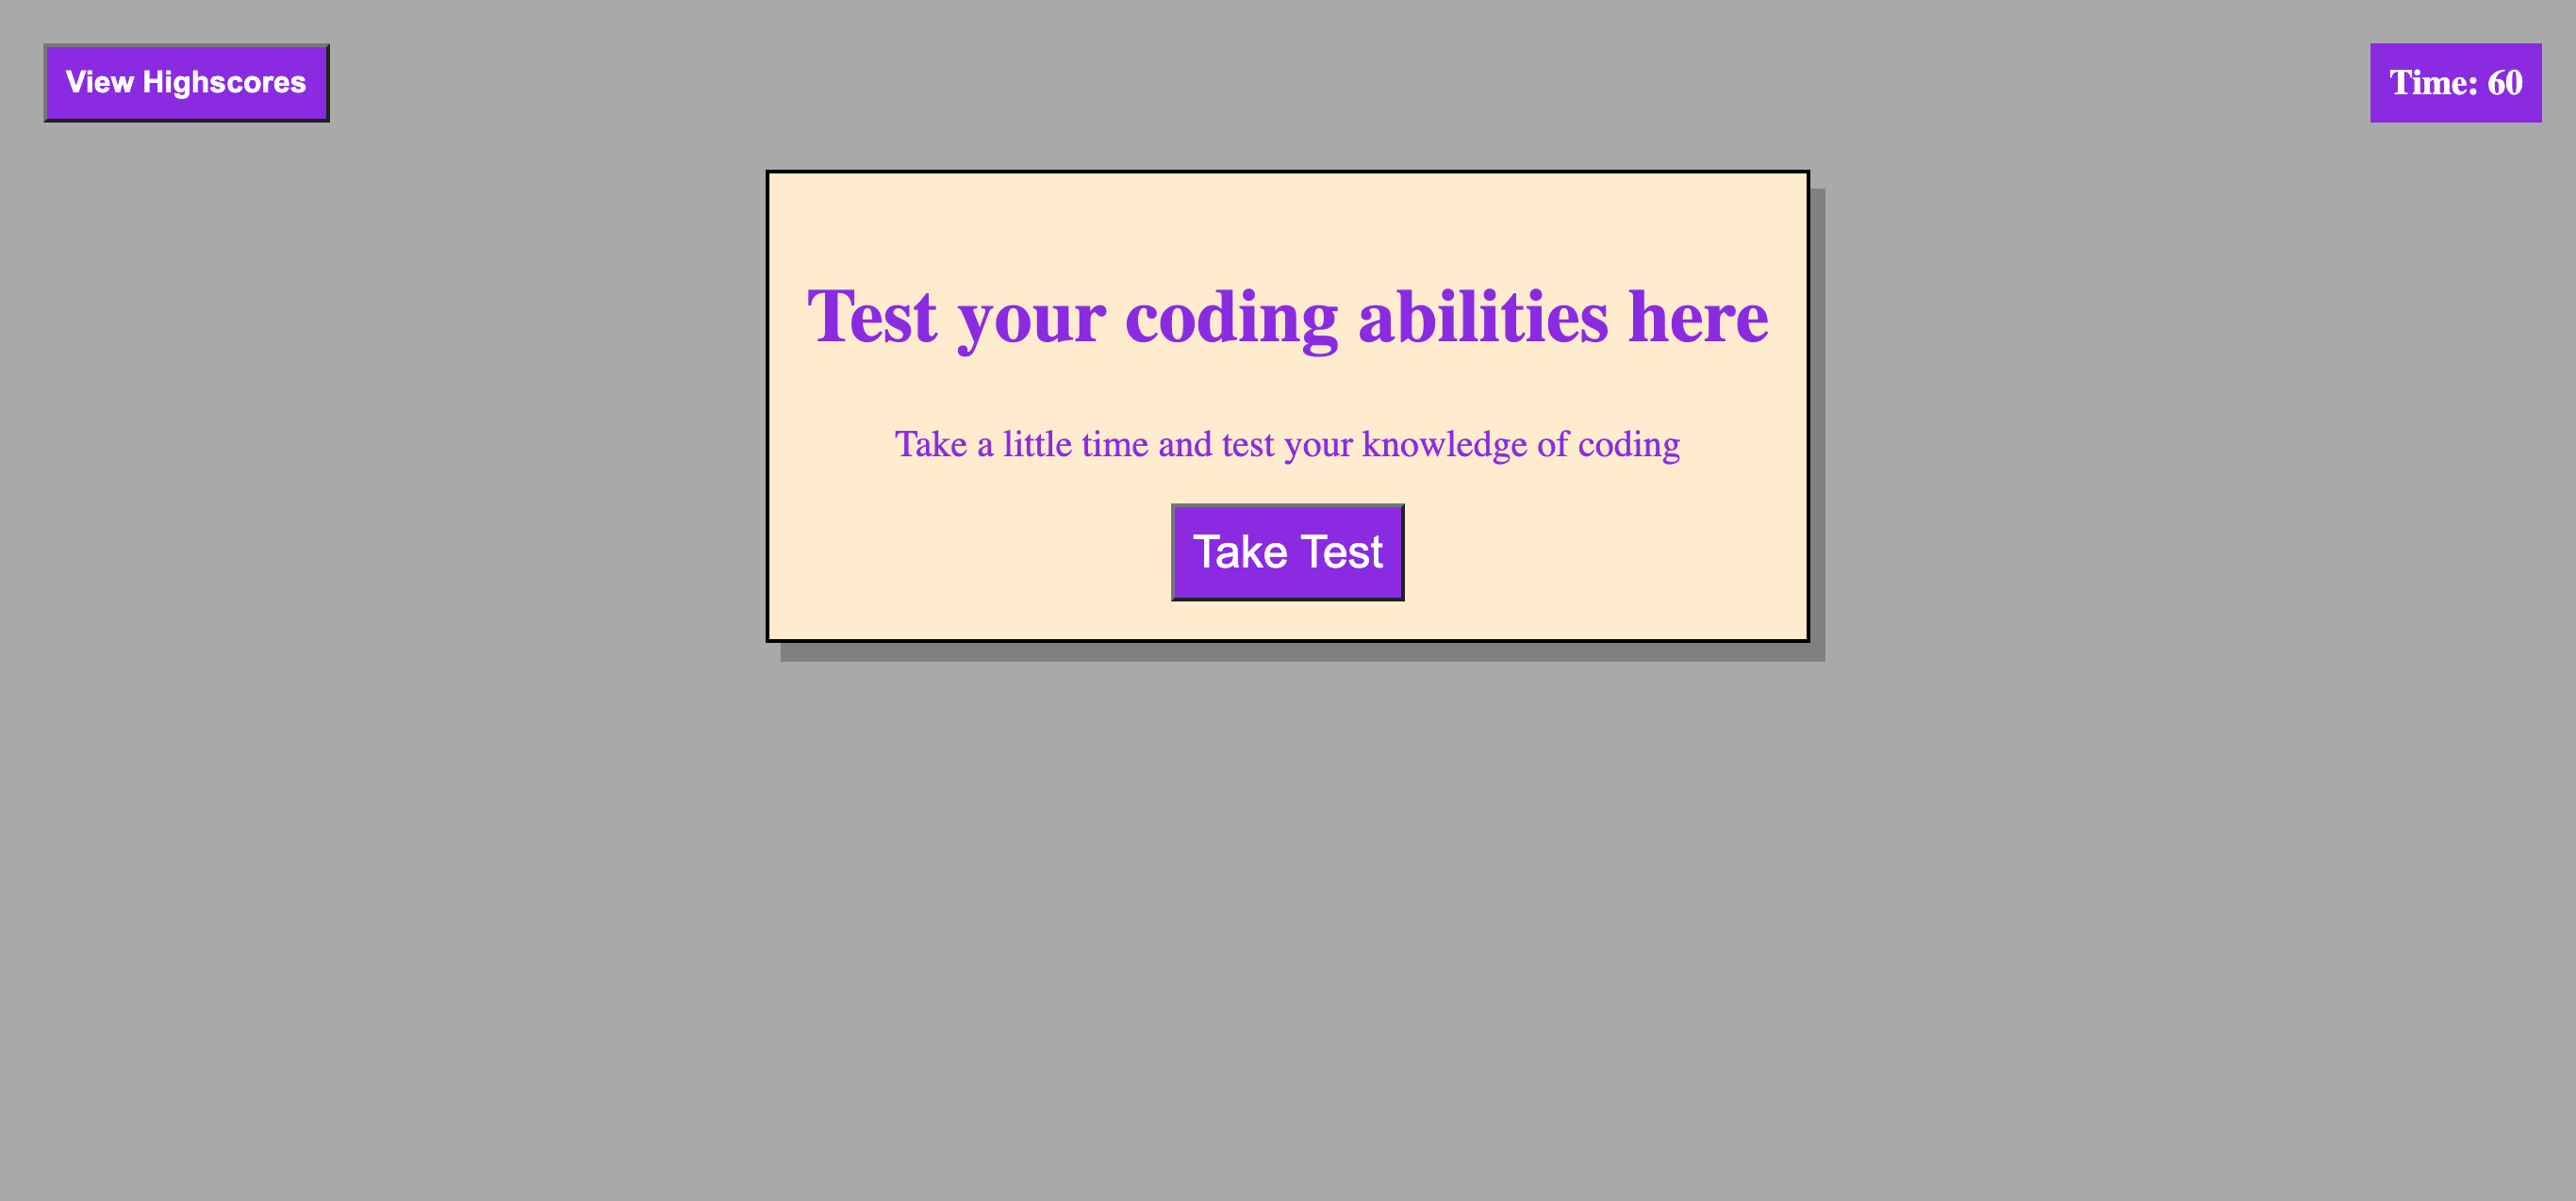 View Highscores
Time: 60
Test your coding abilities here
Take a little time and test your knowledge of coding
Take Test